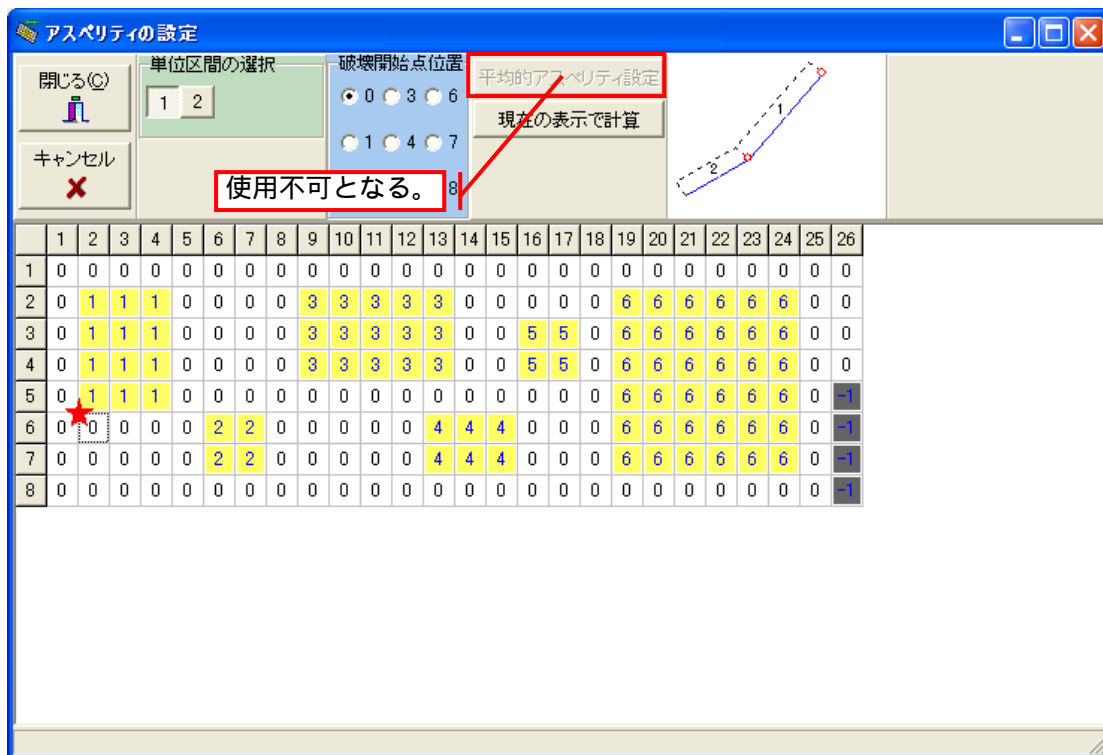 アスペリティの設定
閉じる(C)
キャンセル
単位区間の選択
1 2
破壊開始点位置
0 3 6
1 4 7
8
平均的アスペリティ設定
現在の表示で計算
使用不可となる。
1
2
1 2 3 4 5 6 7 8 9 10 11 12 13 14 15 16 17 18 19 20 21 22 23 24 25 26
1 0 0 0 0 0 0 0 0 0 0 0 0 0 0 0 0 0 0 0 0 0 0 0 0 0 0
2 0 1 1 1 0 0 0 0 3 3 3 3 3 0 0 0 0 0 6 6 6 6 6 6 0 0
3 0 1 1 1 0 0 0 0 3 3 3 3 3 0 0 5 5 0 6 6 6 6 6 6 0 0
4 0 1 1 1 0 0 0 0 3 3 3 3 3 0 0 5 5 0 6 6 6 6 6 6 0 0
5 0 1 1 1 0 0 0 0 0 0 0 0 0 0 0 0 0 0 6 6 6 6 6 6 0 -1
6 0 0 0 0 0 2 2 0 0 0 0 0 4 4 4 0 0 0 6 6 6 6 6 6 0 -1
7 0 0 0 0 0 2 2 0 0 0 0 0 4 4 4 0 0 0 6 6 6 6 6 6 0 -1
8 0 0 0 0 0 0 0 0 0 0 0 0 0 0 0 0 0 0 0 0 0 0 0 0 0 -1